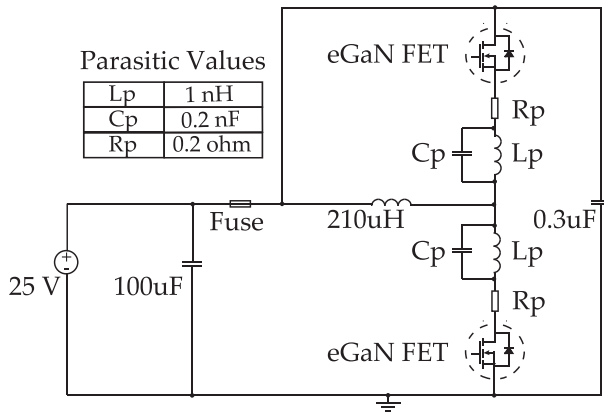 eGaN FET
Parasitic Values
Lp 1 nH
Cp 0.2 nF
Rp 0.2 ohm
Rp
Cp Lp
Fuse
210uH
0.3uF
Cp Lp
25 V
+
-
100uF
Rp
eGaN FET